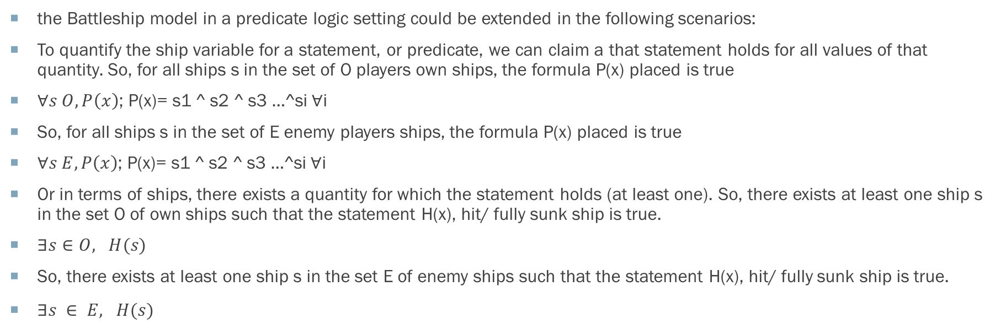 the Battleship model in a predicate logic setting could be extended in the following scenarios:
To quantify the ship variable for a statement, or predicate, we can claim a that statement holds for all values of that
quantity. So, for all ships s in the set of O players own ships, the formula P(x) placed is true
∀s O, P(x); P(x)= s1 ^ s2 ^ s3 ...^si ∀i
So, for all ships s in the set of E enemy players ships, the formula P(x) placed is true
∀s E, P(x); P(x)= s1 ^ s2 ^ s3 ...^si ∀i
Or in terms of ships, there exists a quantity for which the statement holds (at least one). So, there exists at least one ship s
in the set O of own ships such that the statement H(x), hit/ fully sunk ship is true.
∃s ∈ O, H(s)
So, there exists at least one ship s in the set E of enemy ships such that the statement H(x), hit/ fully sunk ship is true.
∃s ∈ E, H(s)